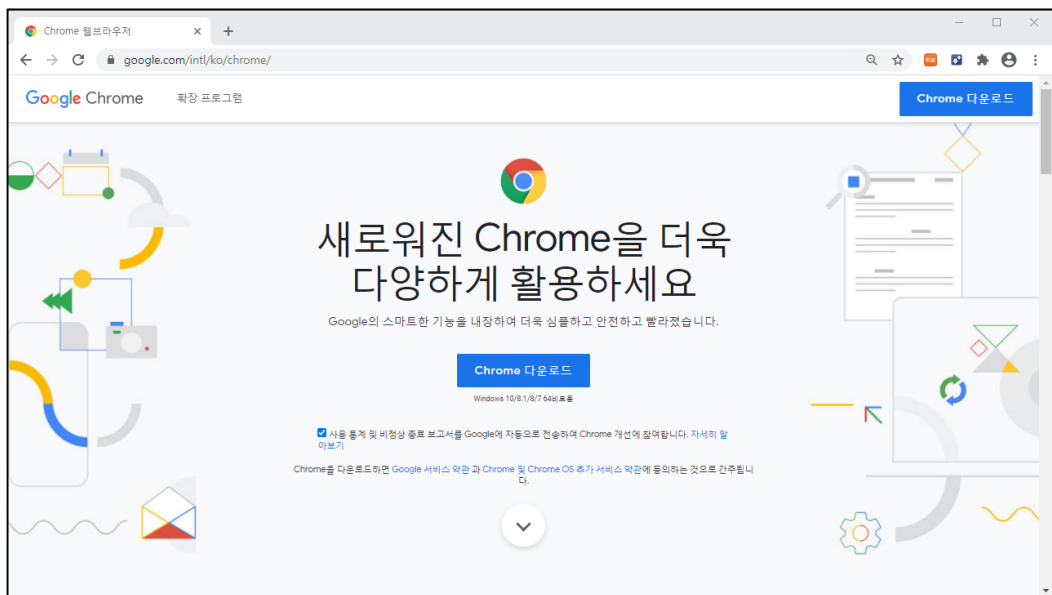 Chrome 웹브라우저
google.com/intl/ko/chrome/
Google Chrome 확장 프로그램 Chrome 다운로드
새로워진 Chrome을 더욱
다양하게 활용하세요
Google의 스마트한 기능을 내장하여 더욱 심플하고 안전하고 빨라졌습니다.
Chrome 다운로드
Windows 10/8.1/8/7 64비트용
사용 통계 및 비정상 종료 보고서를 Google에 자동으로 전송하여 Chrome 개선에 참여합니다. 자세히 알
아보기
Chrome을 다운로드하면 Google 서비스 약관 과 Chrome 및 Chrome OS 추가 서비스 약관에 동의하는 것으로 간주됩니
다.